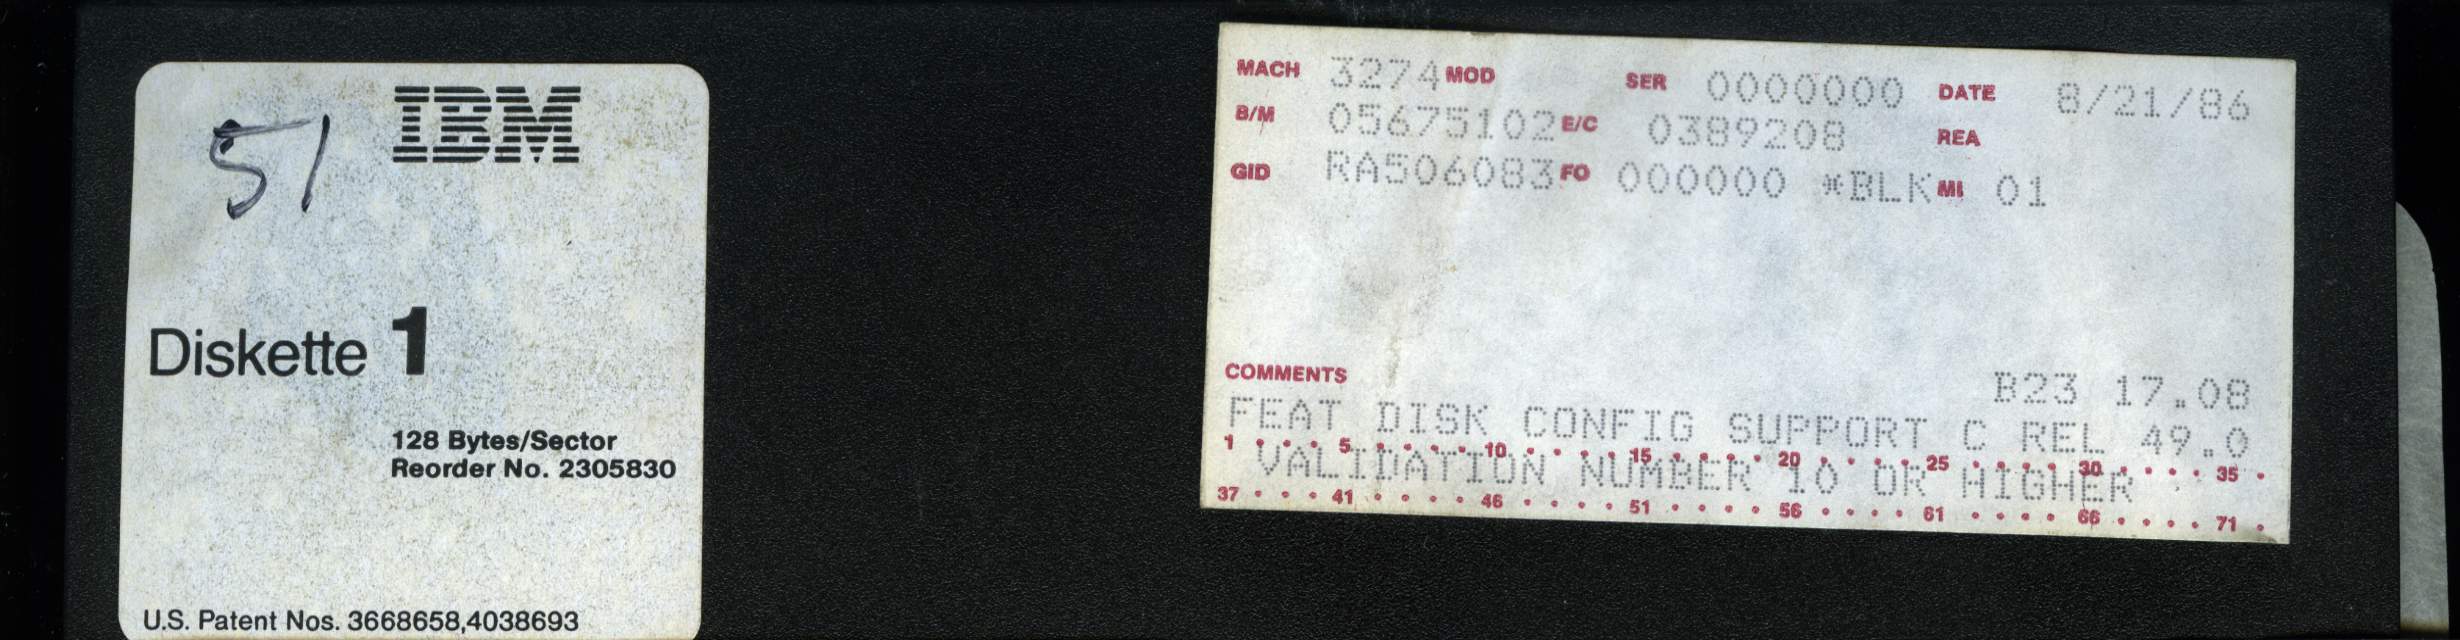 51
IBM
Diskette 1
128 Bytes/Sector
Reorder No. 2305830
U.S. Patent Nos. 3668658,4038693
MACH 3274 MOD SER 0000000 DATE 8/21/86
B/M 05675102 E/C 0389208 REA
GID RA506083 FO 000000 *BLK MI 01
COMMENTS B23 17.08
FEAT DISK CONFIG SUPPORT C REL 49.0
1 . . . 5 . . . . 10 . . . . 15 . . . . 20 . . . . 25 . . . . 30 . . . . 35 .
VALIDATION NUMBER 10 OR HIGHER
37 . . . 41 . . . . 46 . . . . 51 . . . . 56 . . . . 61 . . . . 66 . . . . 71 .